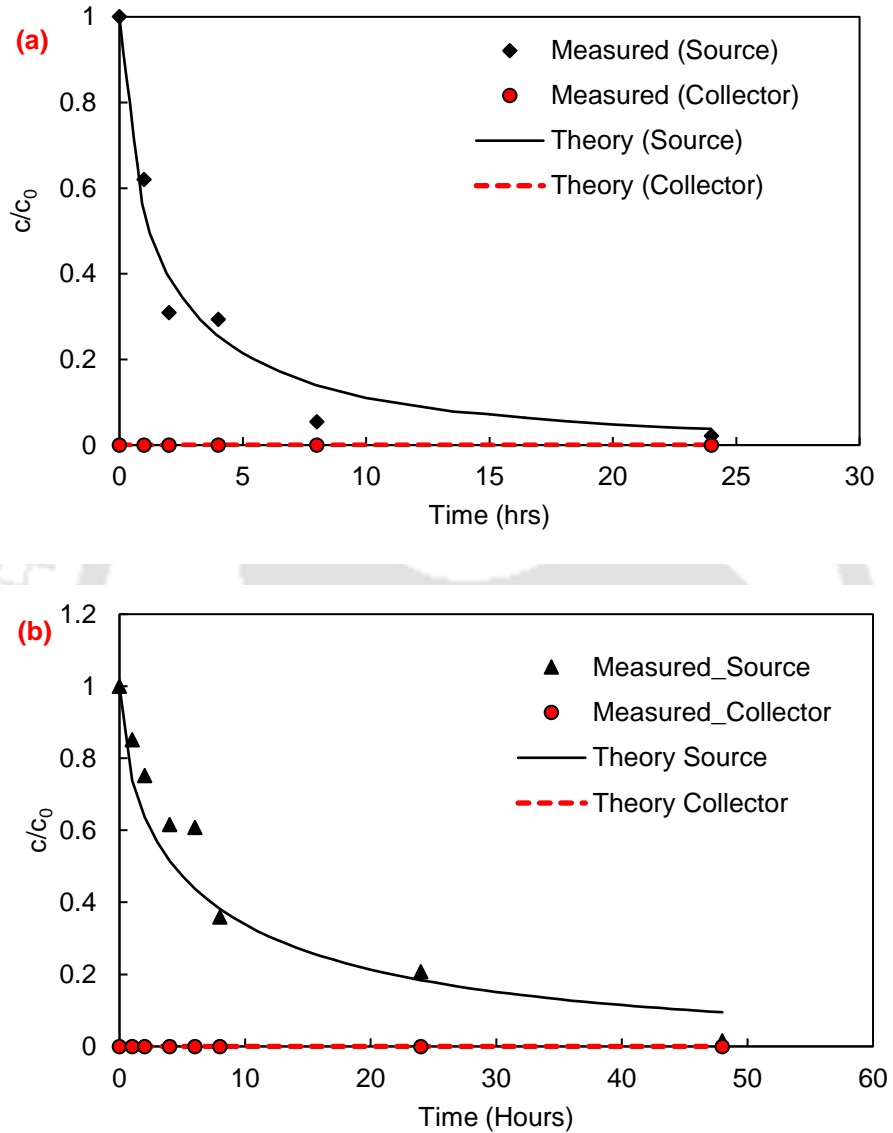 (a)
Measured (Source)
Measured (Collector)
Theory (Source)
Theory (Collector)
c/c0
1
0.8
0.6
0.4
0.2
0
0 5 10 15 20 25 30
Time (hrs)
(b)
Measured_Source
Measured_Collector
Theory Source
Theory Collector
c/c0
1.2
1
0.8
0.6
0.4
0.2
0
0 10 20 30 40 50 60
Time (Hours)